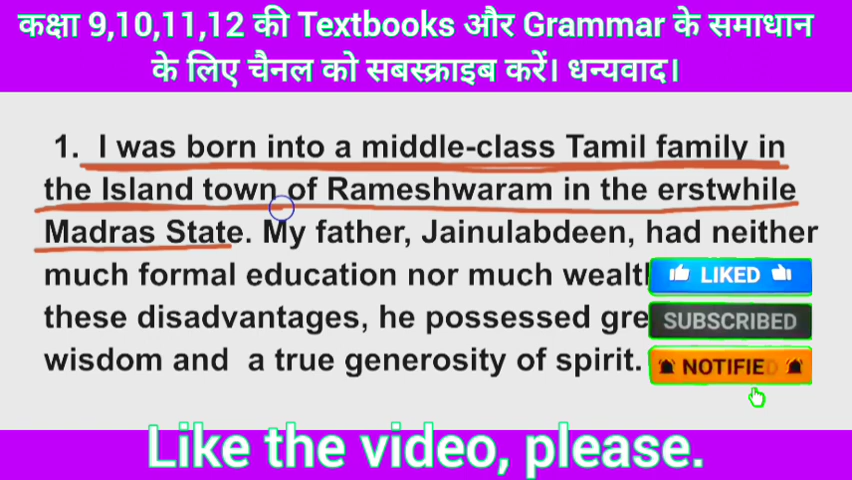 कक्षा 9,10,11,12 की Textbooks और Grammar के समाधान
के लिए चैनल को सबस्क्राइब करें। धन्यवाद।
1. I was born into a middle-class Tamil family in
the Island town of Rameshwaram in the erstwhile
Madras State. My father, Jainulabdeen, had neither
much formal education nor much
LIKED
these disadvantages, he possessed
SUBSCRIBED
wisdom and a true generosity of spirit.
NOTIFIED
Like the video, please.